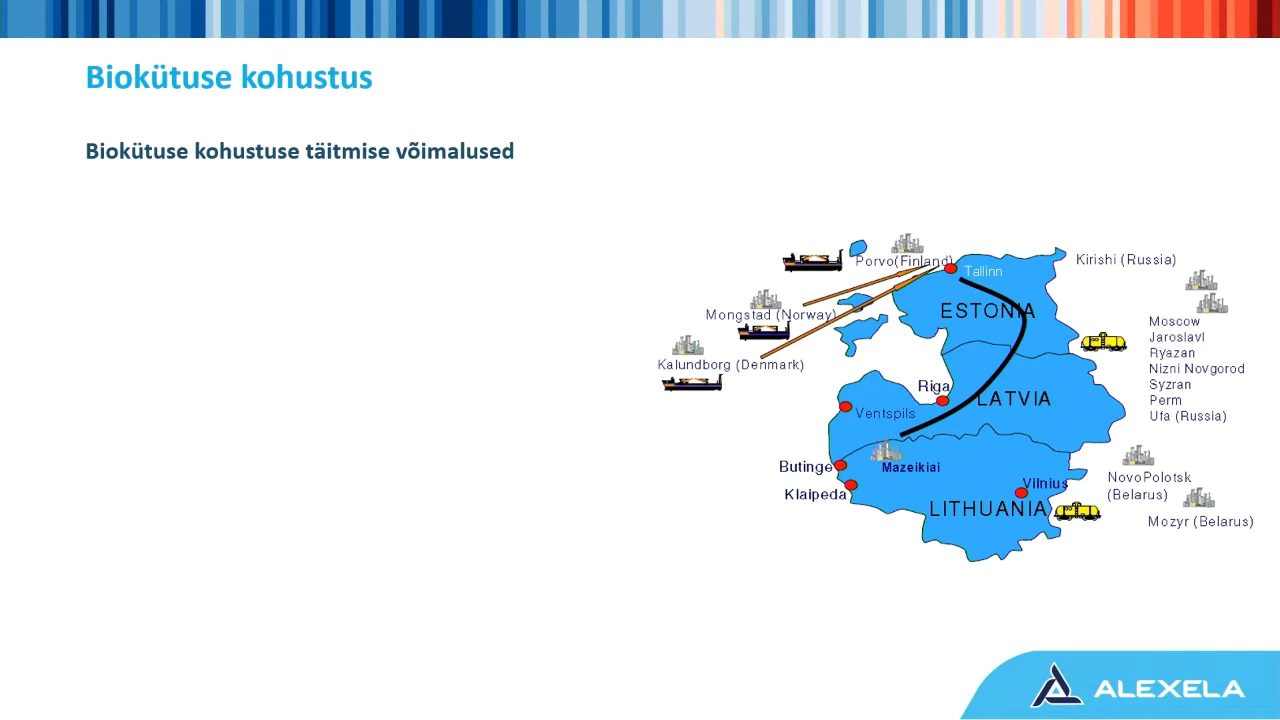 Biokütuse kohustus
Biokütuse kohustuse täitmise võimalused
Porvo(Finland)
Tallinn
Kirishi (Russia)
Mongstad (Norway)
ESTONIA
Moscow
Jaroslavl
Ryazan
Nizni Novgorod
Syzran
Perm
Ufa (Russia)
Kalundborg (Denmark)
Riga
LATVIA
Ventspils
Butinge
Mazeikiai
Klaipeda
Vilnius
NovoPolotsk
(Belarus)
LITHUANIA
Mozyr (Belarus)
ALEXELA